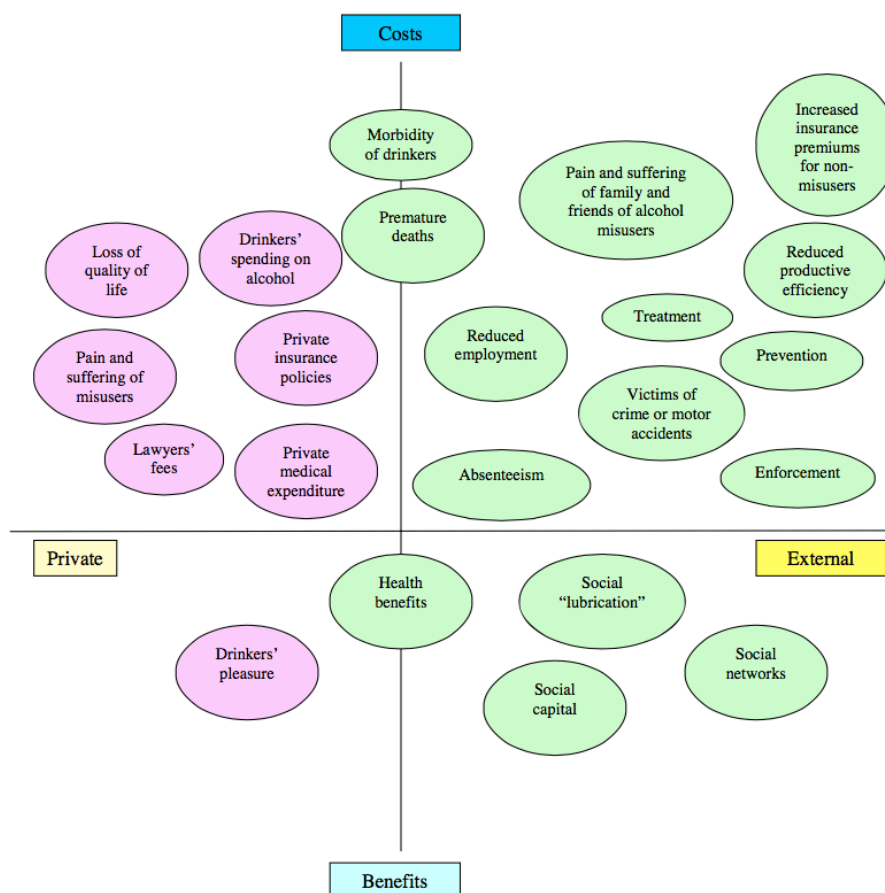 Costs
Morbidity
of drinkers
Increased
insurance
premiums
for non-
misusers
Pain and suffering
of family and
friends of alcohol
misusers
Premature
deaths
Loss of
quality of
life
Drinkers’
spending on
alcohol
Reduced
productive
efficiency
Treatment
Pain and
suffering of
misusers
Private
insurance
policies
Reduced
employment
Prevention
Victims of
crime or motor
accidents
Lawyers’
fees
Private
medical
expenditure
Absenteeism
Enforcement
Private
External
Health
benefits
Social
“lubrication”
Drinkers’
pleasure
Social
networks
Social
capital
Benefits